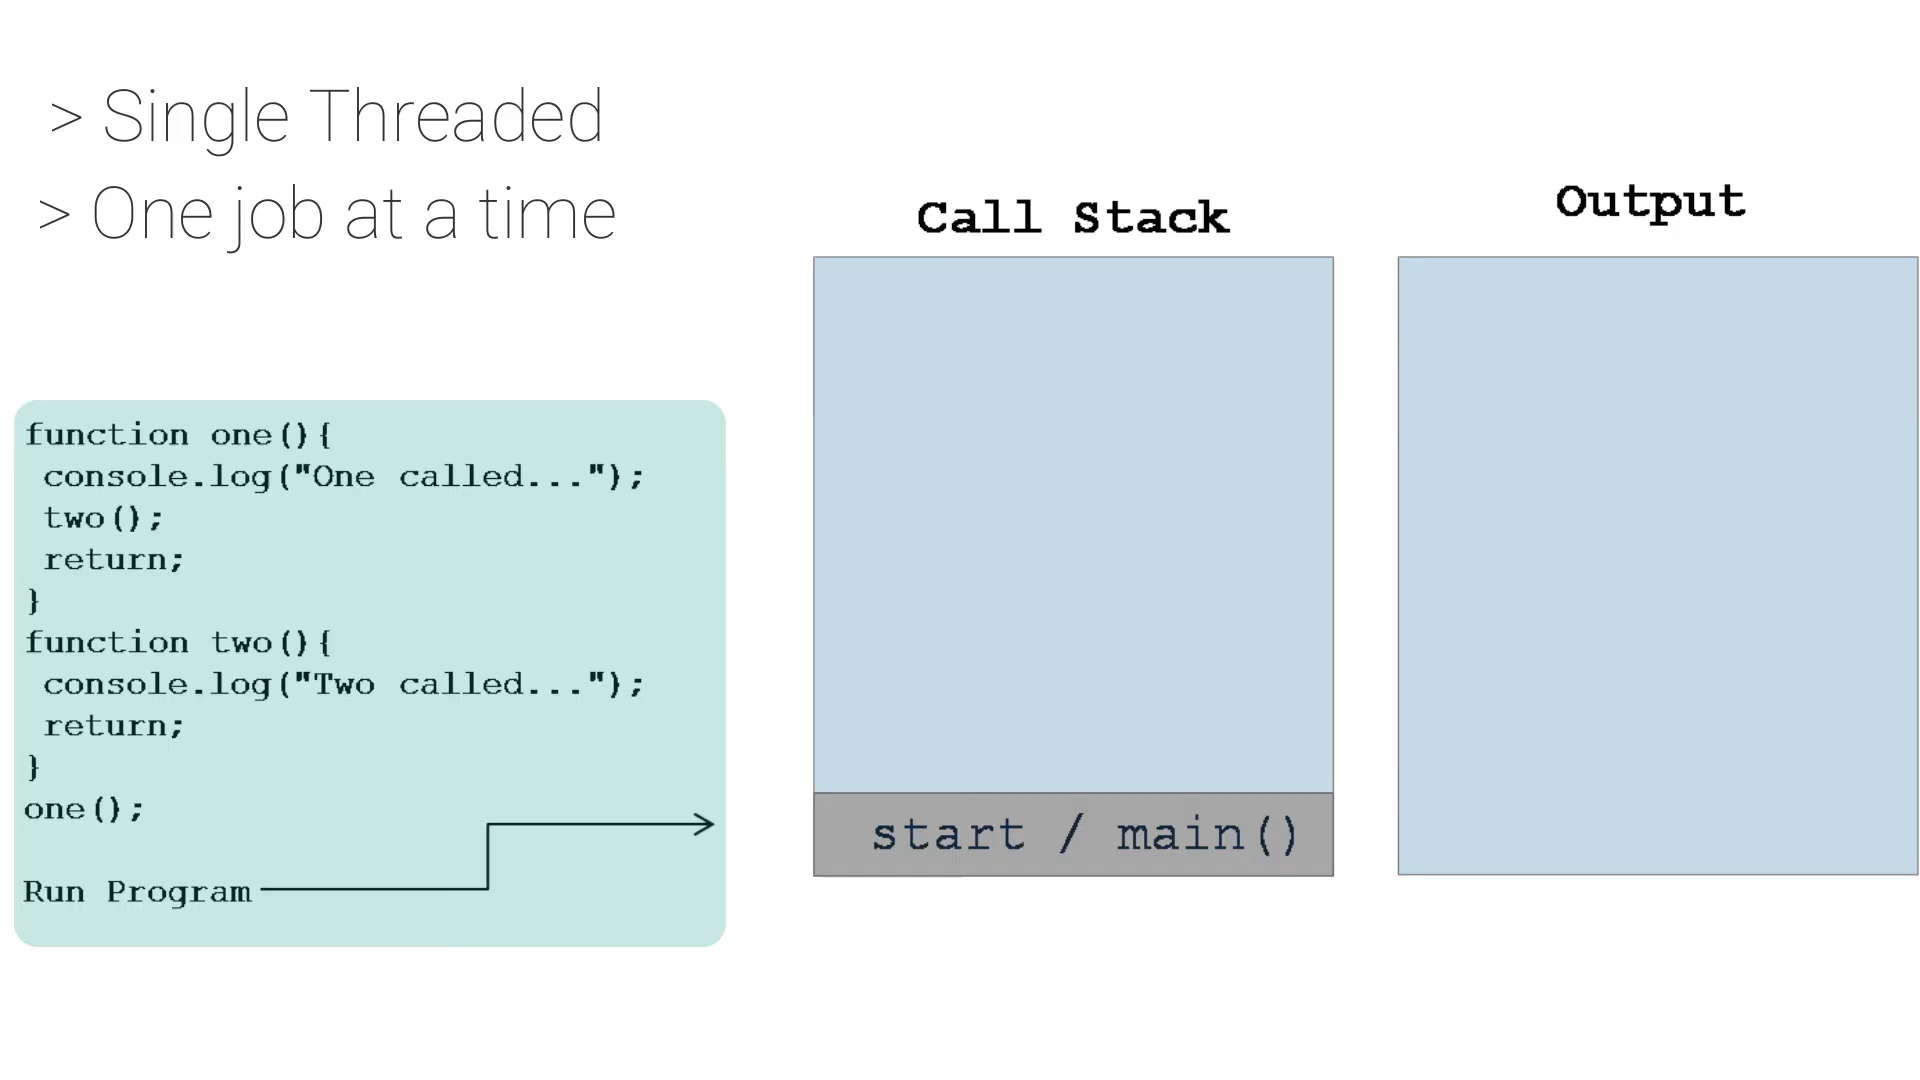 > Single Threaded
> One job at a time
Call Stack
Output
function one(){
console.log("One called...");
two();
return;
}
function two(){
console.log("Two called...");
return;
}
one();
Run Program
start / main()